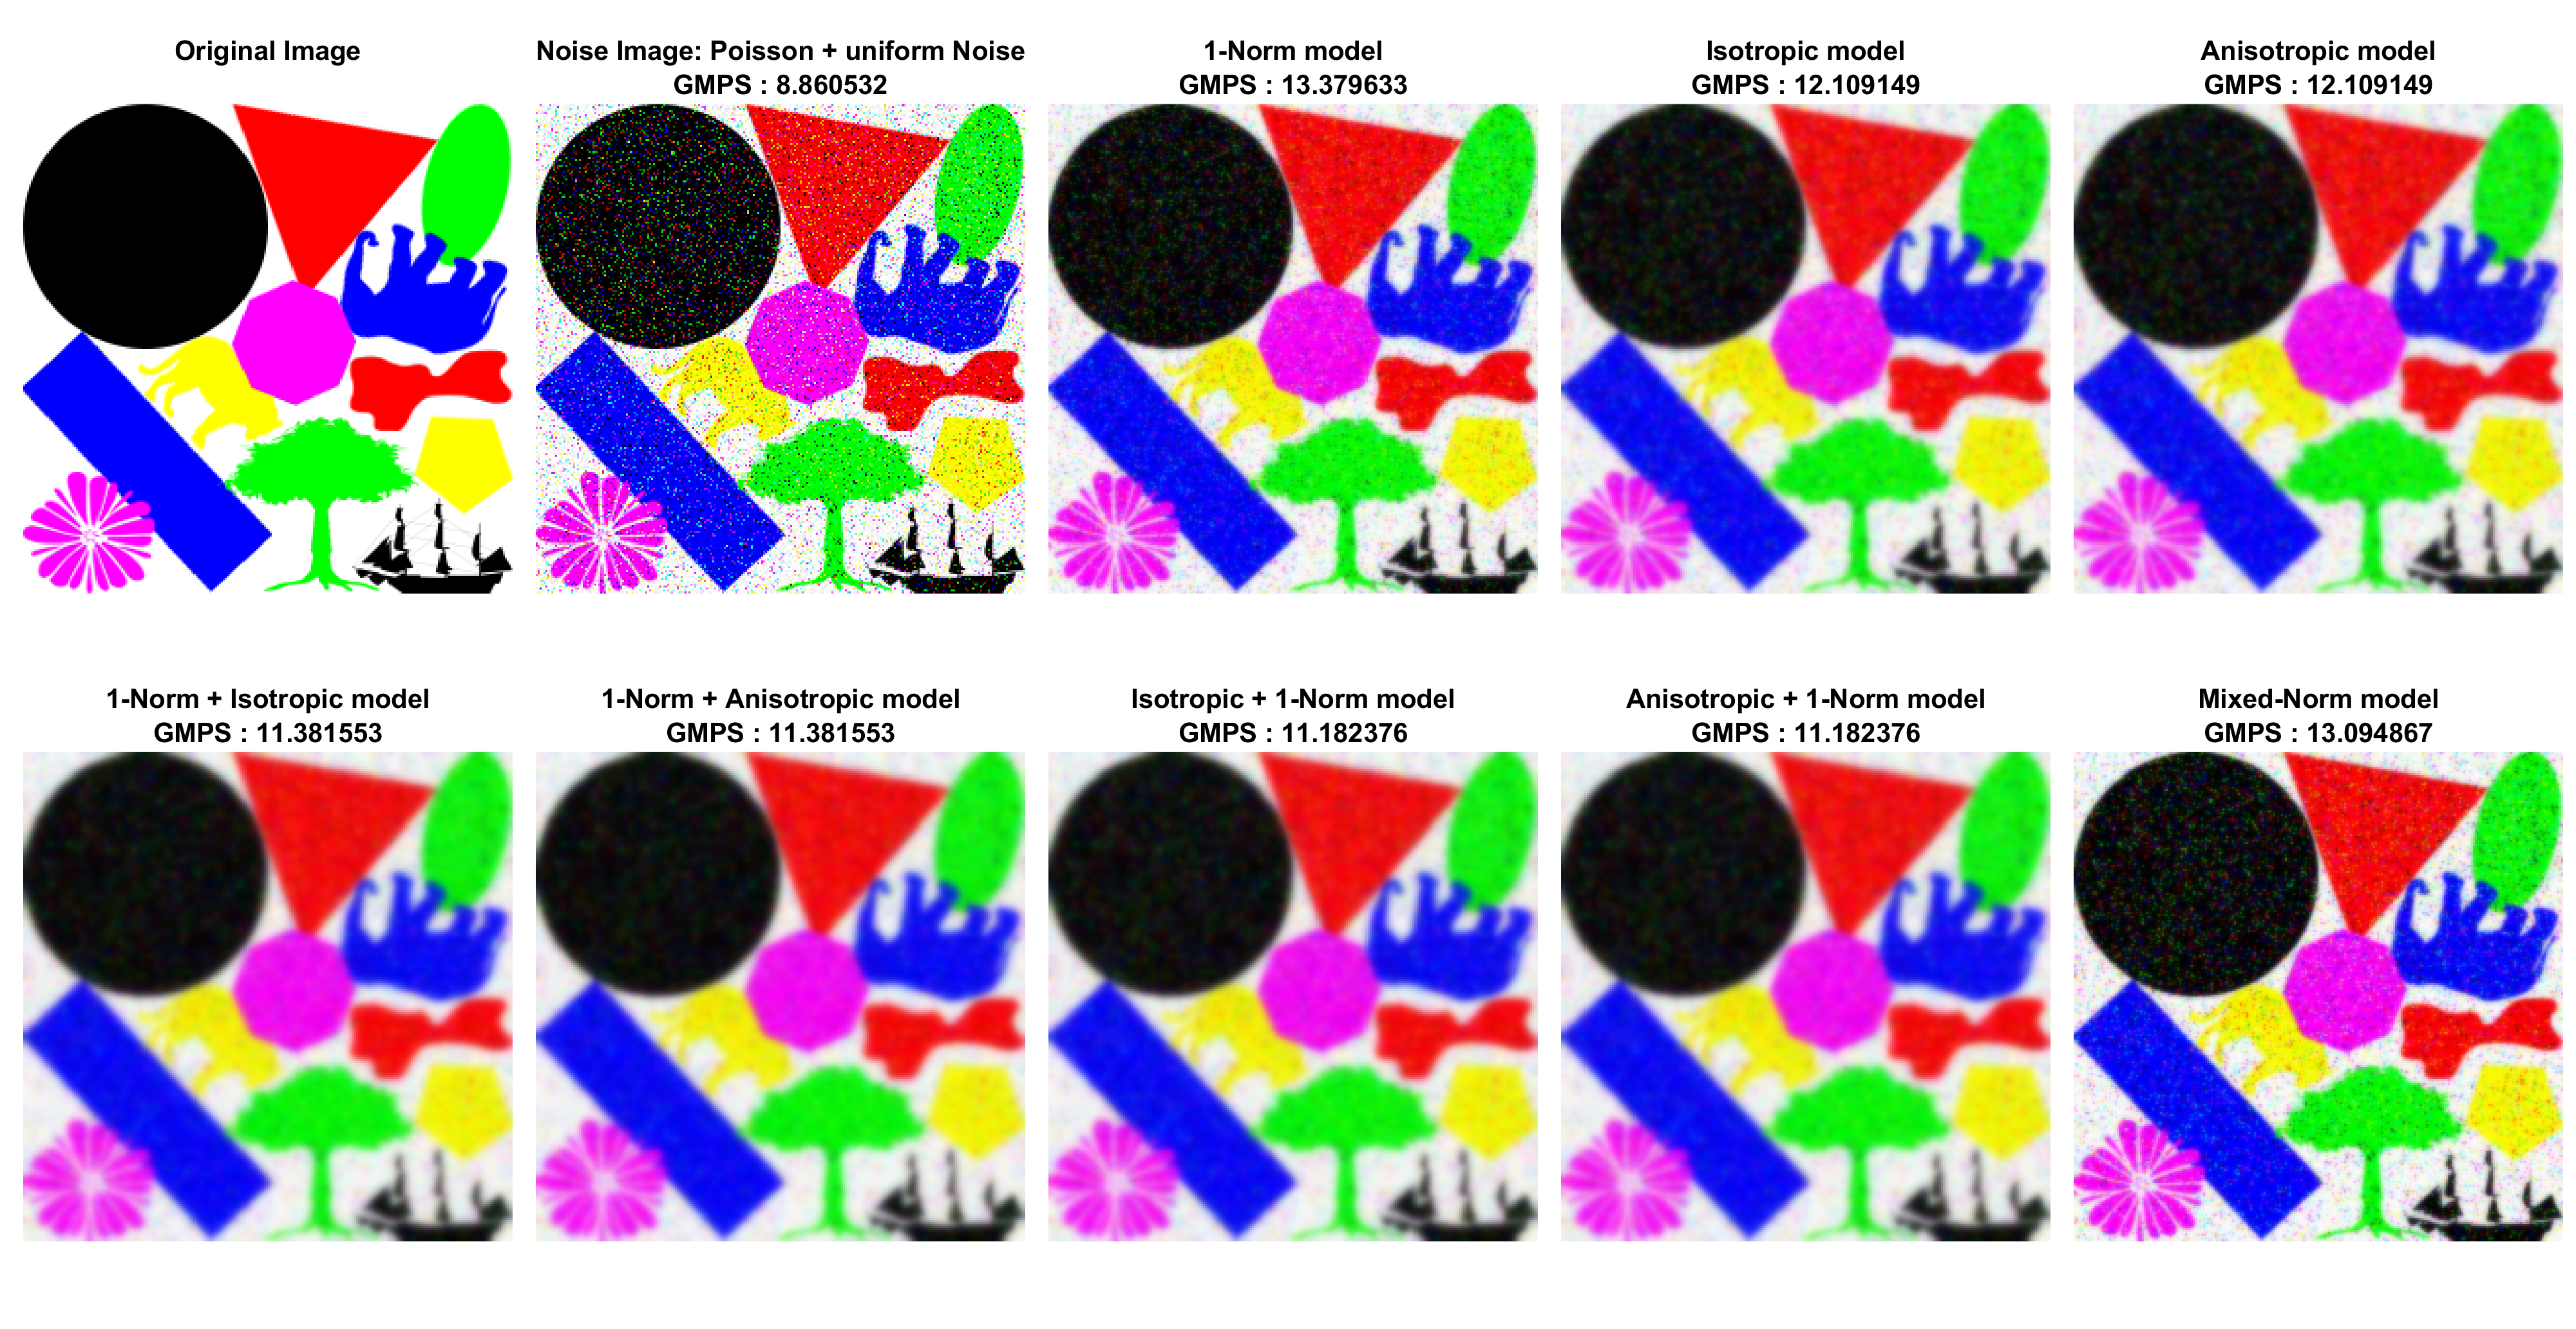 Original Image
Noise Image: Poisson + uniform Noise
GMPS : 8.860532
1-Norm model
GMPS : 13.379633
Isotropic model
GMPS : 12.109149
Anisotropic model
GMPS : 12.109149
1-Norm + Isotropic model
GMPS : 11.381553
1-Norm + Anisotropic model
GMPS : 11.381553
Isotropic + 1-Norm model
GMPS : 11.182376
Anisotropic + 1-Norm model
GMPS : 11.182376
Mixed-Norm model
GMPS : 13.094867